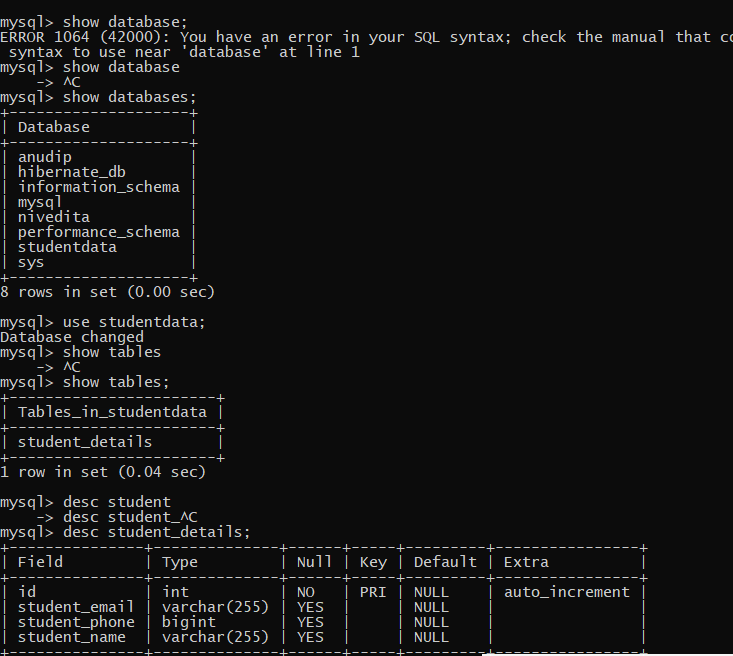 mysql> show database;
ERROR 1064 (42000): You have an error in your SQL syntax; check the manual that co
 syntax to use near 'database' at line 1
mysql> show database
    -> ^C
mysql> show databases;
+--------------------+
| Database           |
+--------------------+
| anudip             |
| hibernate_db       |
| information_schema |
| mysql              |
| nivedita           |
| performance_schema |
| studentdata        |
| sys                |
+--------------------+
8 rows in set (0.00 sec)

mysql> use studentdata;
Database changed
mysql> show tables
    -> ^C
mysql> show tables;
+-----------------------+
| Tables_in_studentdata |
+-----------------------+
| student_details       |
+-----------------------+
1 row in set (0.04 sec)

mysql> desc student
    -> desc student_^C
mysql> desc student_details;
+---------------+--------------+------+-----+---------+----------------+
| Field         | Type         | Null | Key | Default | Extra          |
+---------------+--------------+------+-----+---------+----------------+
| id            | int          | NO   | PRI | NULL    | auto_increment |
| student_email | varchar(255) | YES  |     | NULL    |                |
| student_phone | bigint       | YES  |     | NULL    |                |
| student_name  | varchar(255) | YES  |     | NULL    |                |
+---------------+--------------+------+-----+---------+----------------+